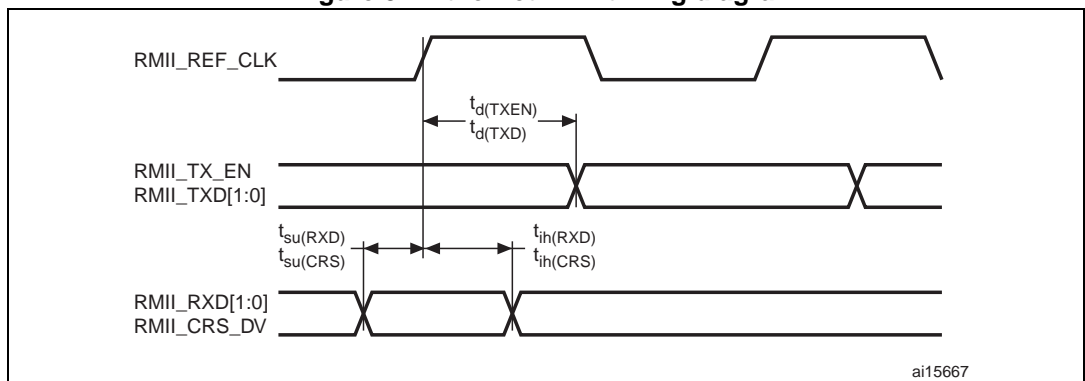 RMII_REF_CLK
td(TXEN)
td(TXD)
RMII_TX_EN
RMII_TXD[1:0]
tsu(RXD)
tsu(CRS)
tih(RXD)
tih(CRS)
RMII_RXD[1:0]
RMII_CRS_DV
ai15667